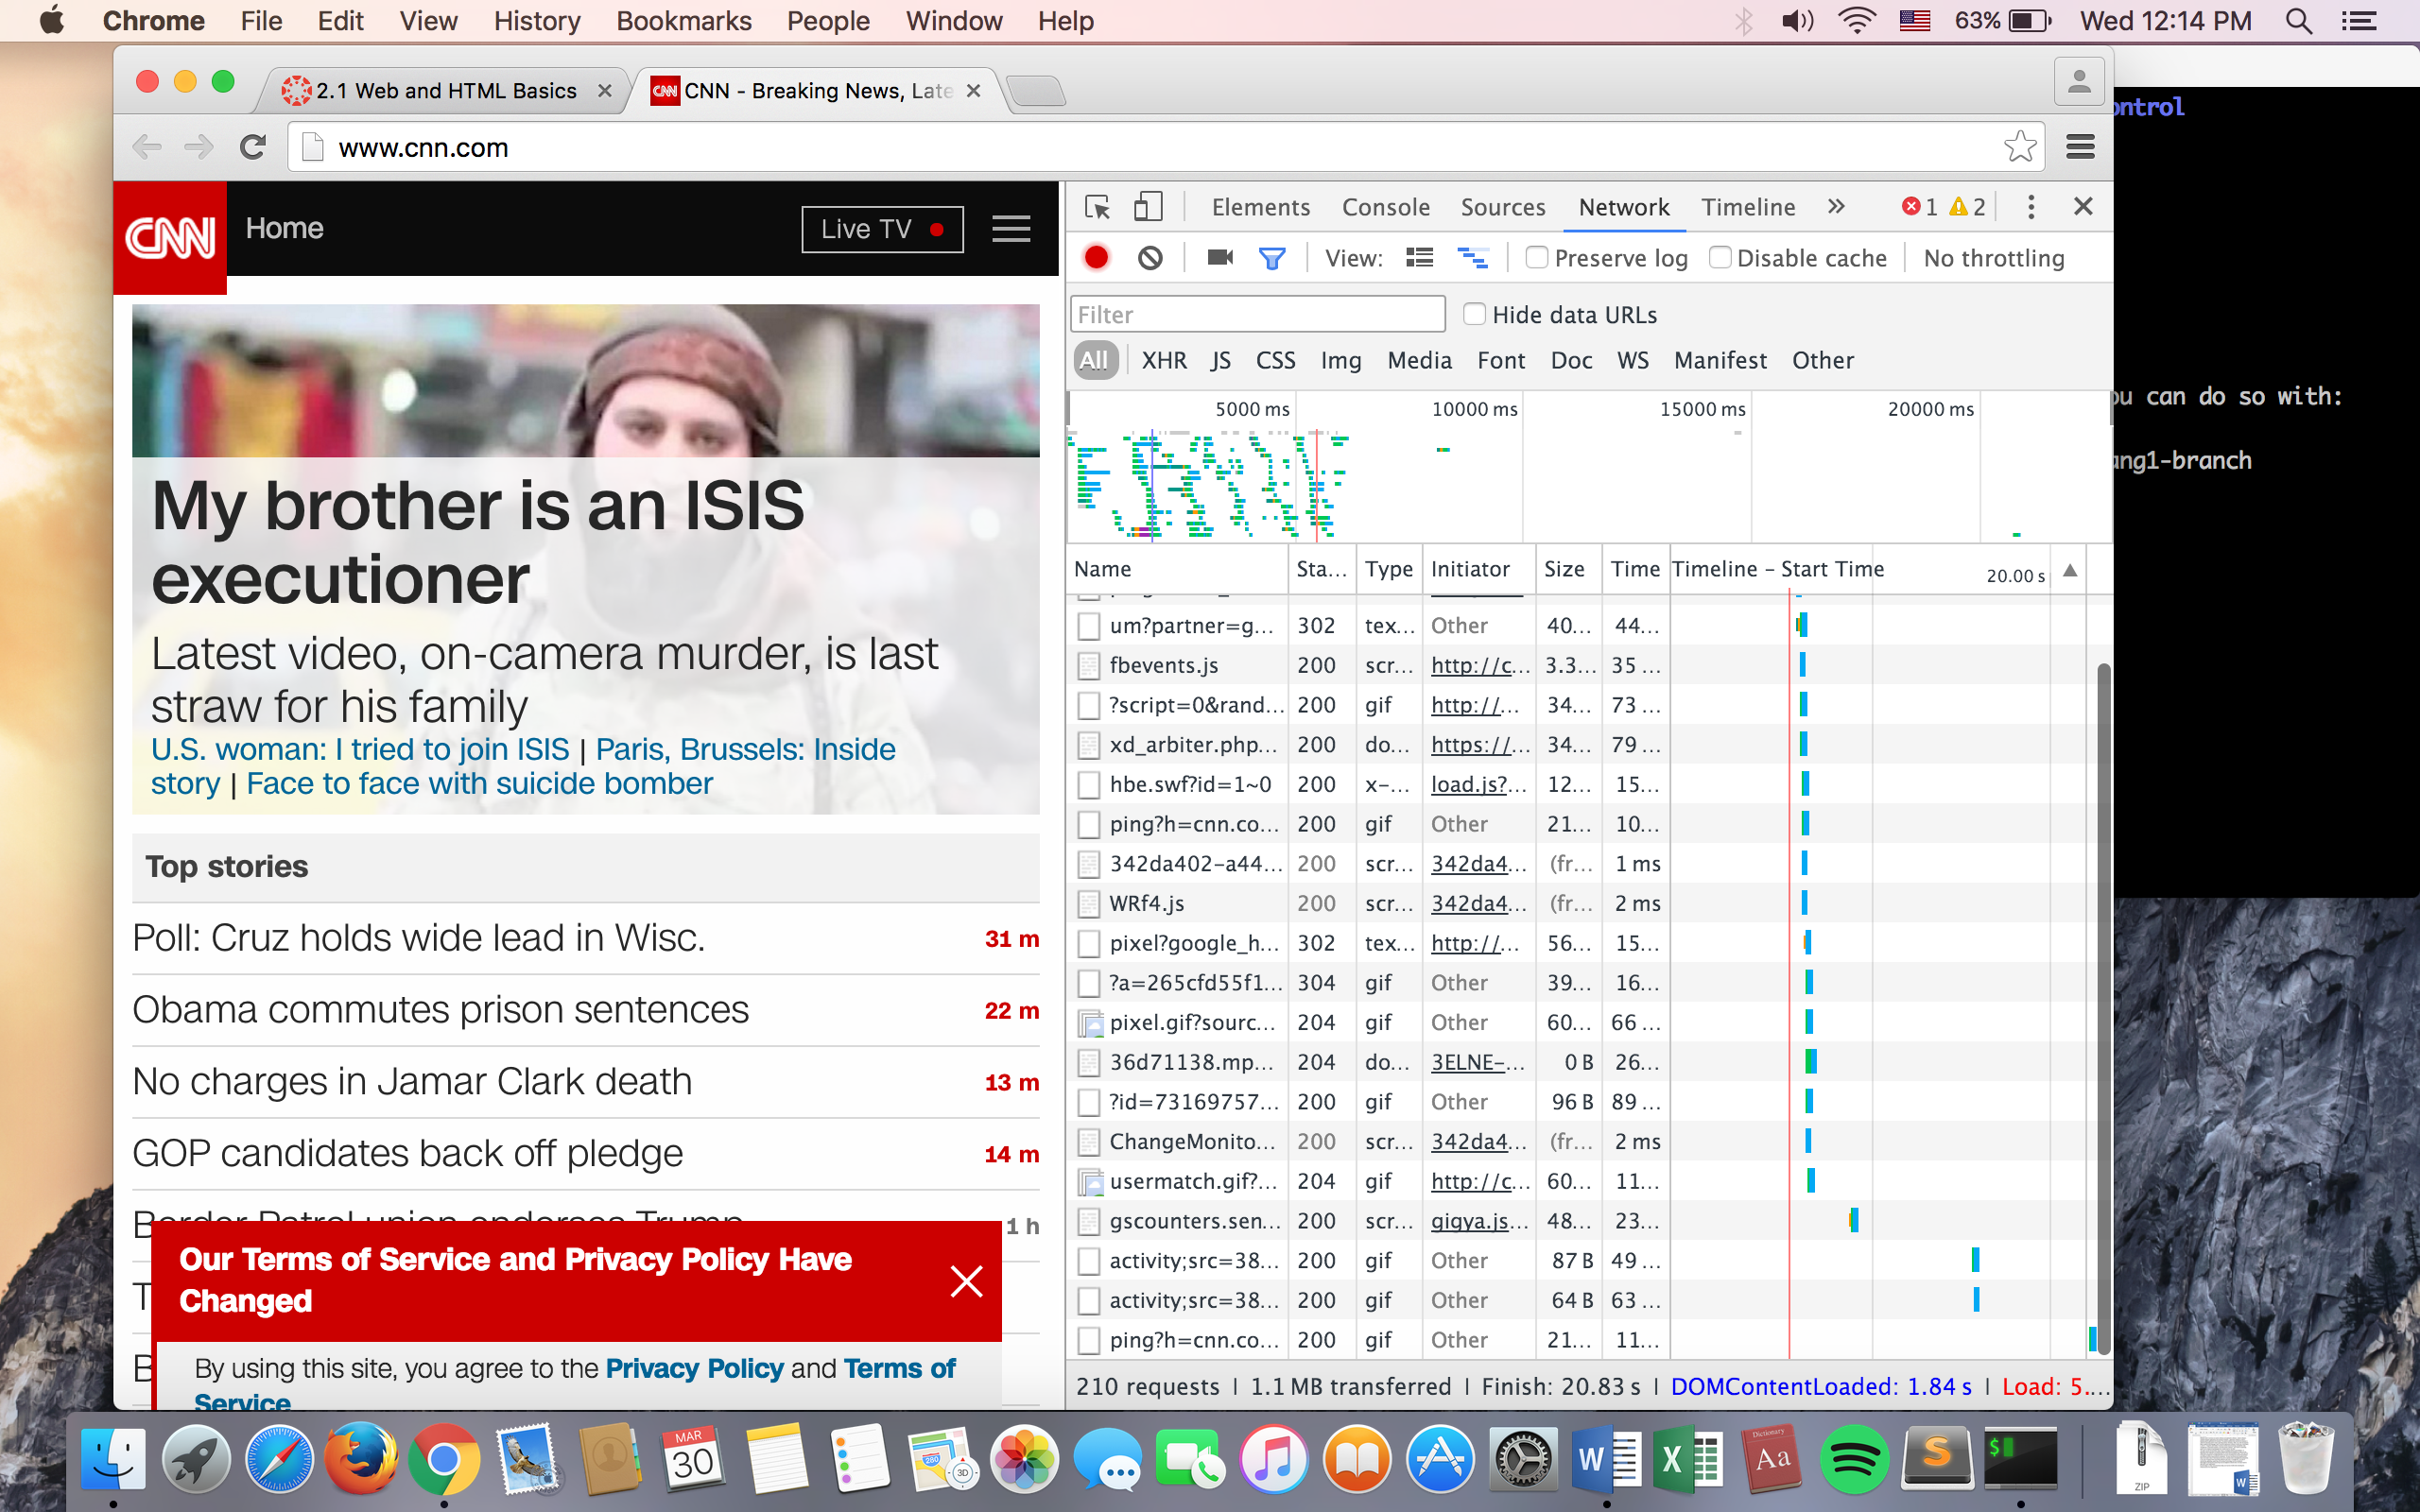 Chrome File Edit View History Bookmarks People Window Help 63% Wed 12:14 PM
2.1 Web and HTML Basics CNN - Breaking News, Late
www.cnn.com
CNN Home Live TV
My brother is an ISIS
executioner
Latest video, on-camera murder, is last
straw for his family
U.S. woman: I tried to join ISIS | Paris, Brussels: Inside
story | Face to face with suicide bomber
Top stories
Poll: Cruz holds wide lead in Wisc. 31 m
Obama commutes prison sentences 22 m
No charges in Jamar Clark death 13 m
GOP candidates back off pledge 14 m
1 h
Our Terms of Service and Privacy Policy Have
Changed
By using this site, you agree to the Privacy Policy and Terms of
Service
Elements Console Sources Network Timeline » 1 2
View: Preserve log Disable cache No throttling
Filter Hide data URLs
All XHR JS CSS Img Media Font Doc WS Manifest Other
5000 ms 10000 ms 15000 ms 20000 ms
Name Sta... Type Initiator Size Time Timeline – Start Time 20.00 s
um?partner=g... 302 tex... Other 40... 44...
fbevents.js 200 scr... http://c... 3.3... 35 ...
?script=0&rand... 200 gif http://... 34... 73 ...
xd_arbiter.php... 200 do... https://... 34... 79 ...
hbe.swf?id=1~0 200 x-... load.js?... 12... 15...
ping?h=cnn.co... 200 gif Other 21... 10...
342da402-a44... 200 scr... 342da4... (fr... 1 ms
WRf4.js 200 scr... 342da4... (fr... 2 ms
pixel?google_h... 302 tex... http://... 56... 15...
?a=265cfd55f1... 304 gif Other 39... 16...
pixel.gif?sourc... 204 gif Other 60... 66 ...
36d71138.mp... 204 do... 3ELNE-... 0 B 26...
?id=73169757... 200 gif Other 96 B 89 ...
ChangeMonito... 200 scr... 342da4... (fr... 2 ms
usermatch.gif?... 204 gif http://c... 60... 11...
gscounters.sen... 200 scr... gigya.js... 48... 23...
activity;src=38... 200 gif Other 87 B 49 ...
activity;src=38... 200 gif Other 64 B 63 ...
ping?h=cnn.co... 200 gif Other 21... 11...
210 requests | 1.1 MB transferred | Finish: 20.83 s | DOMContentLoaded: 1.84 s | Load: 5....
ontrol
ou can do so with:
ang1-branch
MAR
30
280
3D
W X Dictionary Aa S $ ZIP W